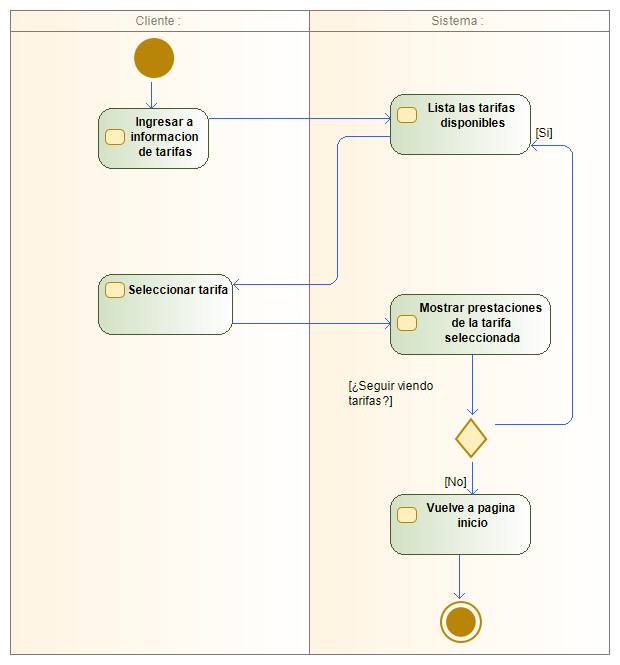 Cliente :
Sistema :
Ingresar a
informacion
de tarifas
Lista las tarifas
disponibles
[Si]
Seleccionar tarifa
Mostrar prestaciones
de la tarifa
seleccionada
[¿Seguir viendo
tarifas?]
[No]
Vuelve a pagina
inicio